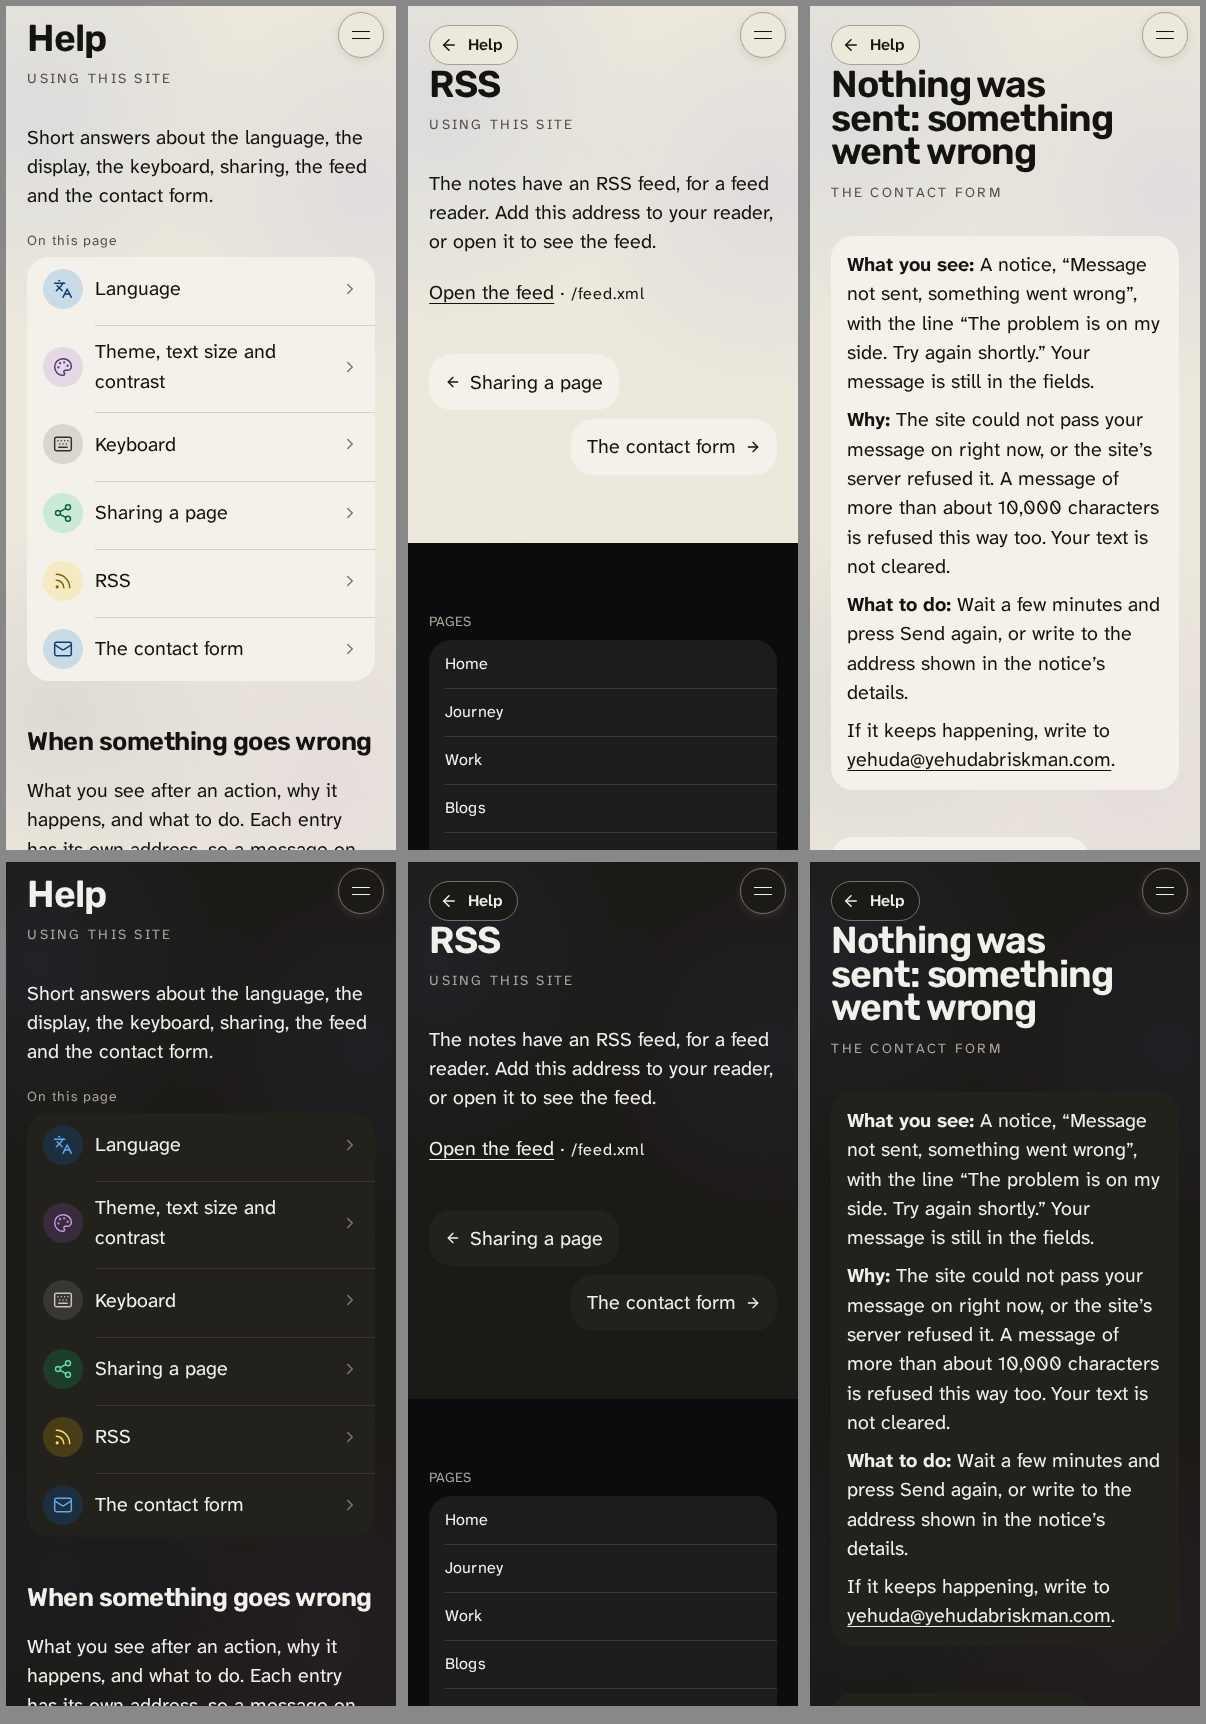 Help
USING THIS SITE
Short answers about the language, the
display, the keyboard, sharing, the feed
and the contact form.
On this page
Language
Theme, text size and
contrast
Keyboard
Sharing a page
RSS
The contact form
When something goes wrong
What you see after an action, why it
happens, and what to do. Each entry
has its own address, so a message on
Help
RSS
USING THIS SITE
The notes have an RSS feed, for a feed
reader. Add this address to your reader,
or open it to see the feed.
Open the feed · /feed.xml
← Sharing a page
The contact form →
PAGES
Home
Journey
Work
Blogs
Help
Nothing was
sent: something
went wrong
THE CONTACT FORM
What you see: A notice, “Message
not sent, something went wrong”,
with the line “The problem is on my
side. Try again shortly.” Your
message is still in the fields.
Why: The site could not pass your
message on right now, or the site’s
server refused it. A message of
more than about 10,000 characters
is refused this way too. Your text is
not cleared.
What to do: Wait a few minutes and
press Send again, or write to the
address shown in the notice’s
details.
If it keeps happening, write to
yehuda@yehudabriskman.com.
Help
USING THIS SITE
Short answers about the language, the
display, the keyboard, sharing, the feed
and the contact form.
On this page
Language
Theme, text size and
contrast
Keyboard
Sharing a page
RSS
The contact form
When something goes wrong
What you see after an action, why it
happens, and what to do. Each entry
has its own address, so a message on
Help
RSS
USING THIS SITE
The notes have an RSS feed, for a feed
reader. Add this address to your reader,
or open it to see the feed.
Open the feed · /feed.xml
← Sharing a page
The contact form →
PAGES
Home
Journey
Work
Blogs
Help
Nothing was
sent: something
went wrong
THE CONTACT FORM
What you see: A notice, “Message
not sent, something went wrong”,
with the line “The problem is on my
side. Try again shortly.” Your
message is still in the fields.
Why: The site could not pass your
message on right now, or the site’s
server refused it. A message of
more than about 10,000 characters
is refused this way too. Your text is
not cleared.
What to do: Wait a few minutes and
press Send again, or write to the
address shown in the notice’s
details.
If it keeps happening, write to
yehuda@yehudabriskman.com.